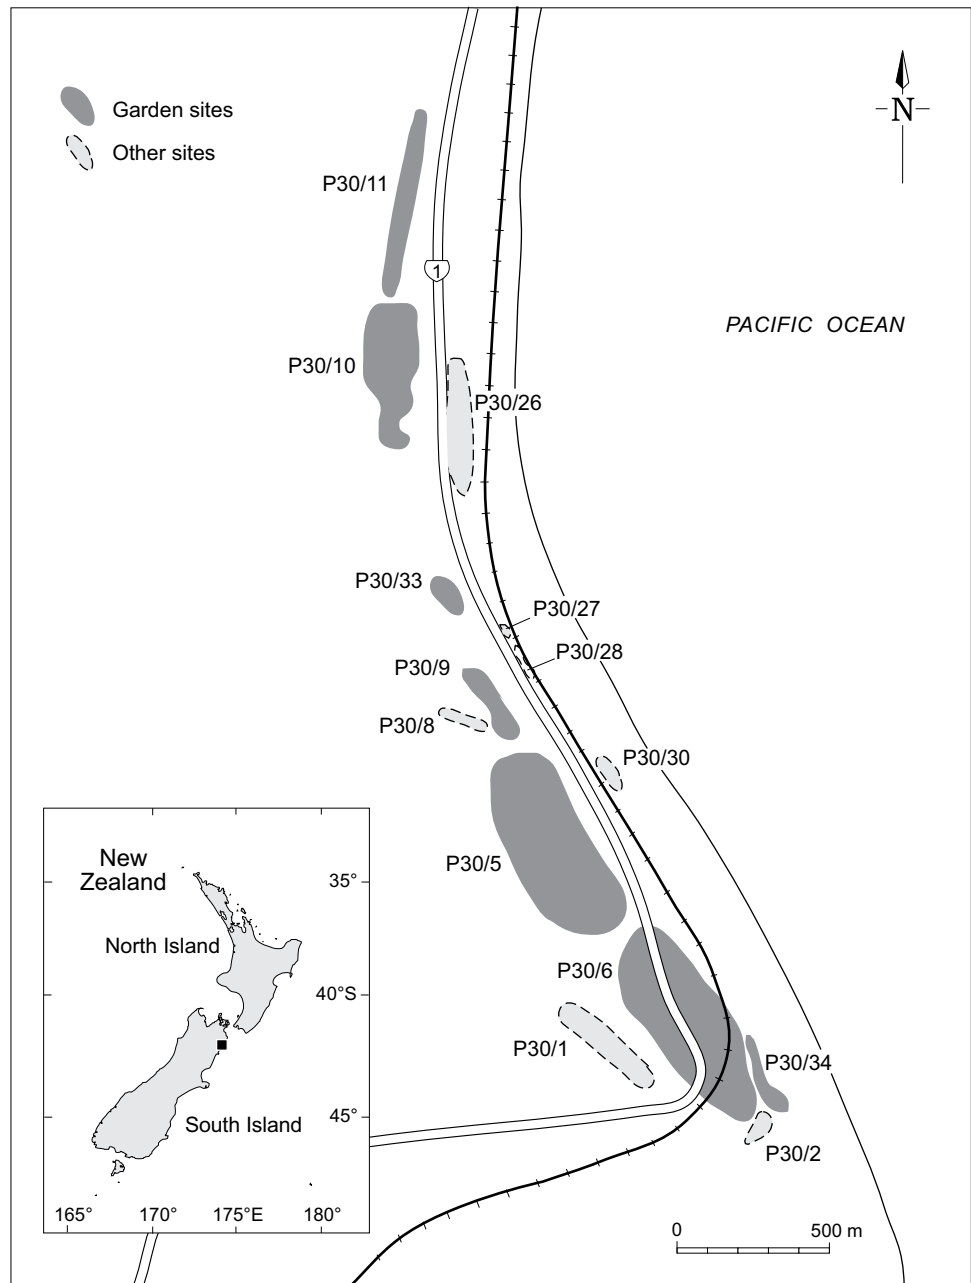 Garden sites
Other sites
N
P30/11
1
PACIFIC OCEAN
P30/10
P30/26
P30/33
P30/27
P30/28
P30/9
P30/8
P30/30
P30/5
P30/6
P30/1
P30/34
P30/2
New
Zealand
35°
North Island
40°S
South Island
45°
165°
170°
175°E
180°
0
500 m